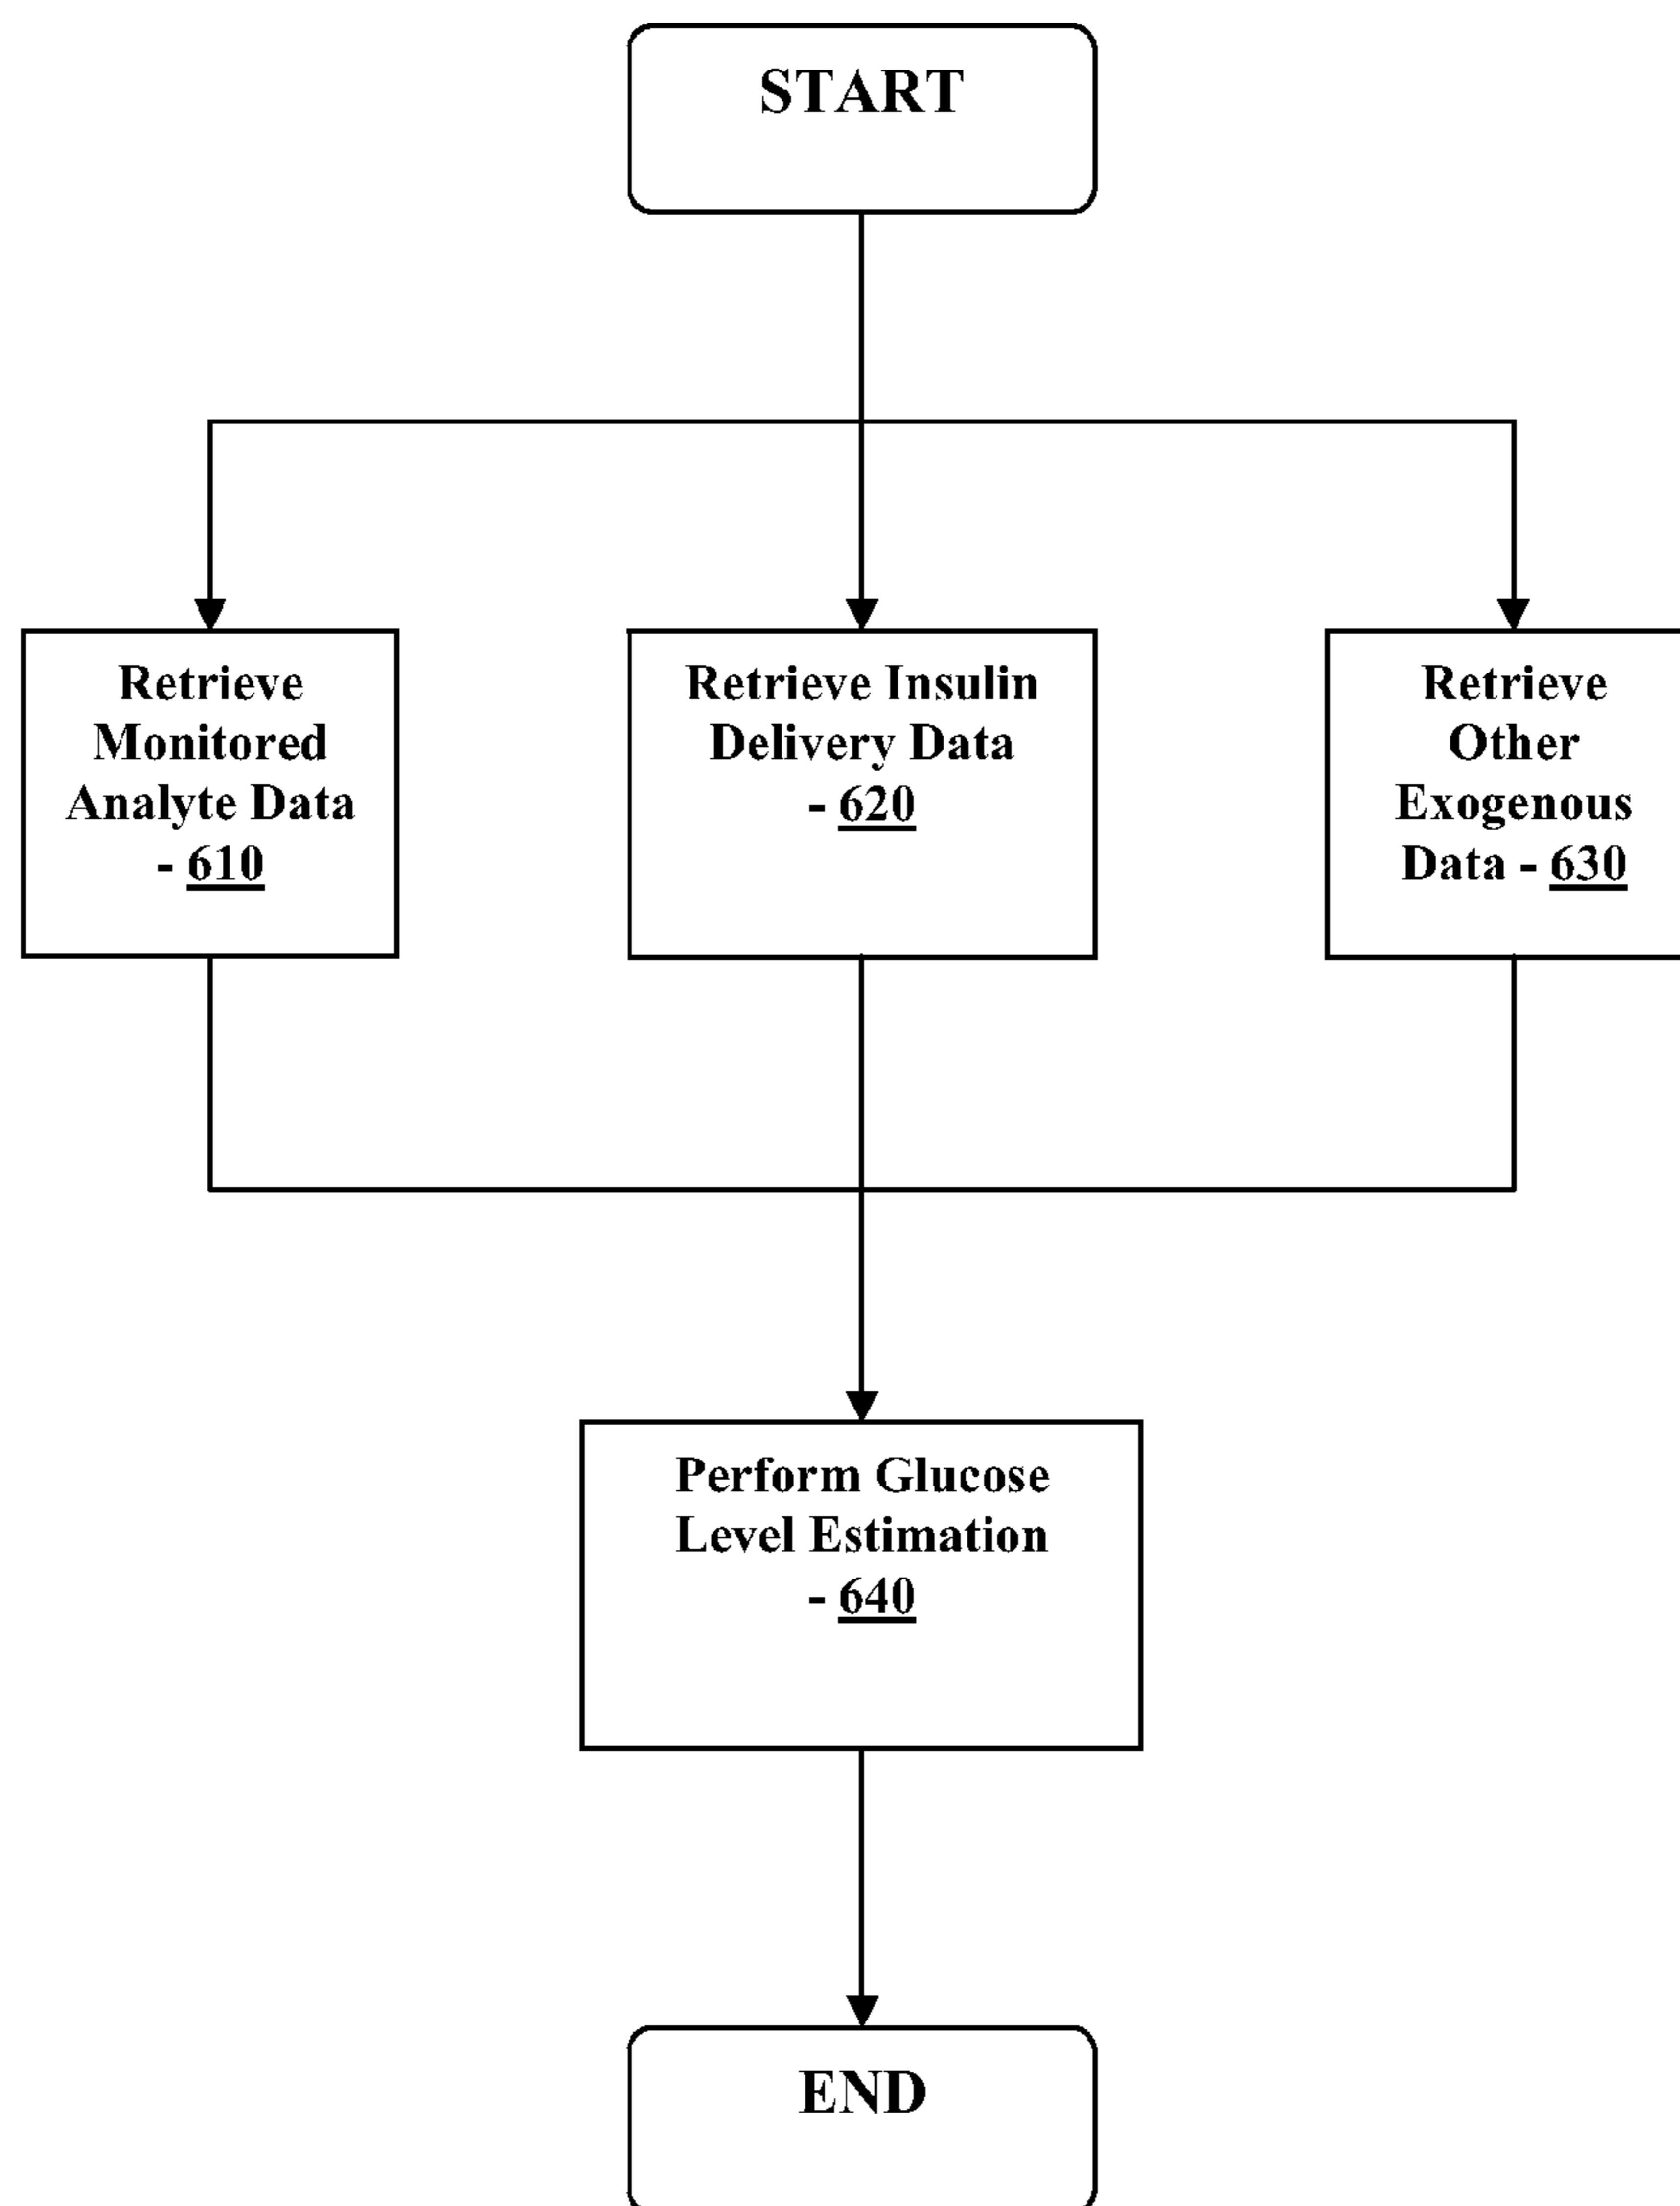 START
Retrieve
Monitored
Analyte Data
- 610
Retrieve Insulin
Delivery Data
- 620
Retrieve
Other
Exogenous
Data - 630
Perform Glucose
Level Estimation
- 640
END